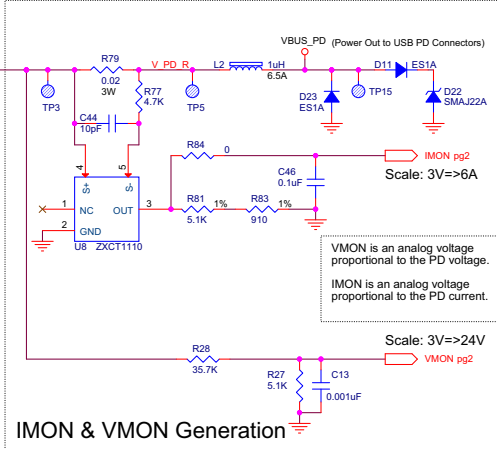 VBUS_PD (Power Out to USB PD Connectors)
R79
V_PD_R
L2
1uH
D11
ES1A
0.02
3W
R77
4.7K
6.5A
TP3
TP5
TP15
D23
ES1A
D22
SMAJ22A
C44
10pF
R84
0
IMON pg2
Scale: 3V=>6A
4
5
S+
S-
C46
0.1uF
1
NC
OUT
3
R81
1%
R83
1%
5.1K
910
2
GND
U8
ZXCT1110
VMON is an analog voltage
proportional to the PD voltage.
IMON is an analog voltage
proportional to the PD current.
Scale: 3V=>24V
R28
35.7K
VMON pg2
R27
5.1K
C13
0.001uF
IMON & VMON Generation